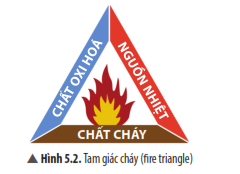 CHẤT OXI HOÁ
NGUỒN NHIỆT
CHẤT CHÁY
▲ Hình 5.2. Tam giác cháy (fire triangle)